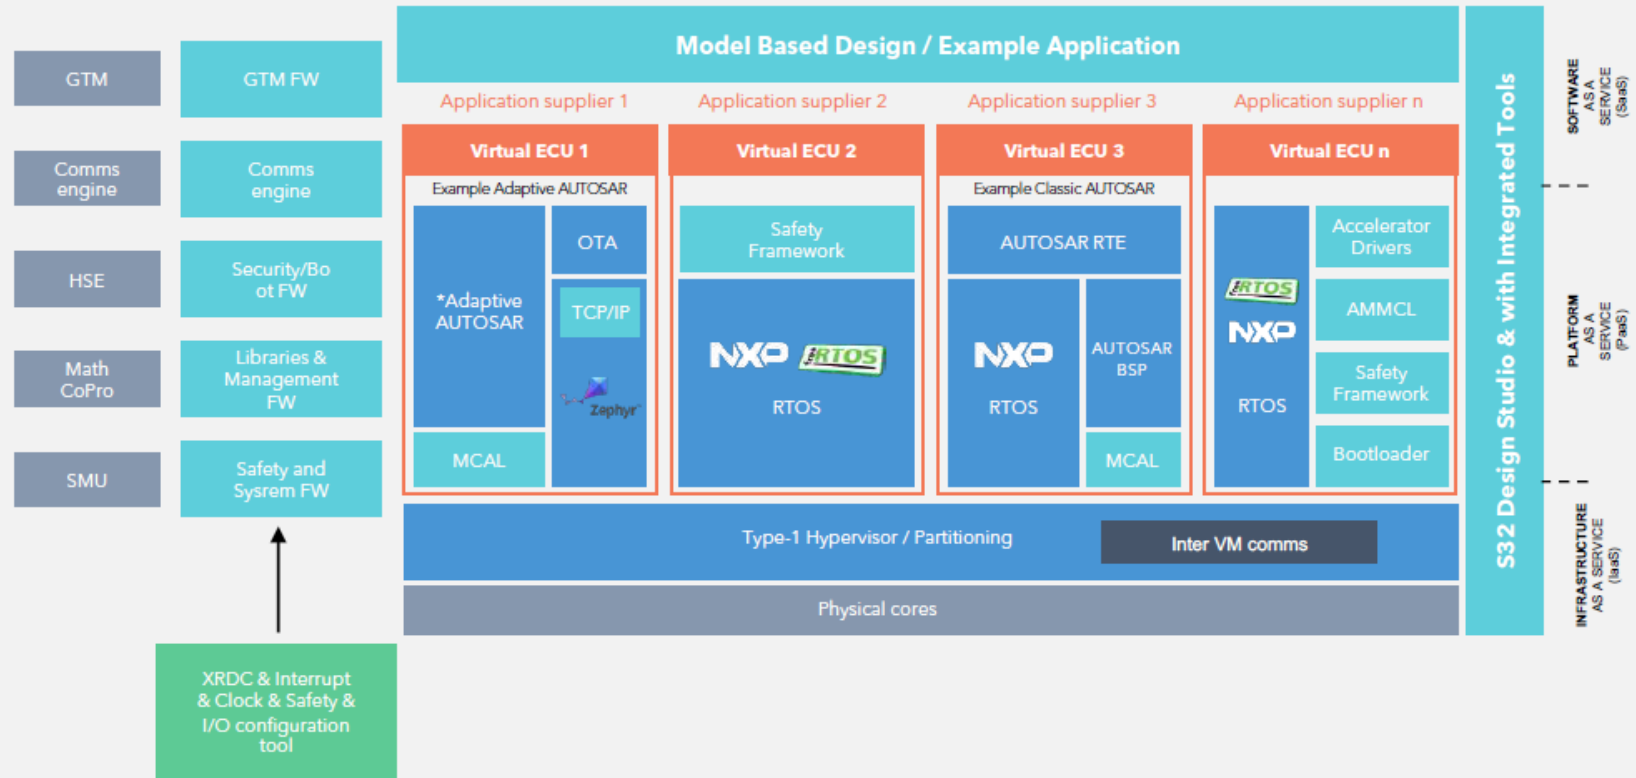 Model Based Design / Example Application
GTM
GTM FW
Comms
engine
Comms
engine
HSE
Security/Bo
ot FW
Math
CoPro
Libraries &
Management
FW
SMU
Safety and
Sysrem FW
XRDC & Interrupt
& Clock & Safety &
I/O configuration
tool
Application supplier 1
Virtual ECU 1
Example Adaptive AUTOSAR
*Adaptive
AUTOSAR
OTA
TCP/IP
Zephyr™
MCAL
Application supplier 2
Virtual ECU 2
Safety
Framework
NXP
RTOS
RTOS
Application supplier 3
Virtual ECU 3
Example Classic AUTOSAR
AUTOSAR RTE
NXP
RTOS
AUTOSAR
BSP
MCAL
Application supplier n
Virtual ECU n
RTOS
NXP
RTOS
Accelerator
Drivers
AMMCL
Safety
Framework
Bootloader
Type-1 Hypervisor / Partitioning
Inter VM comms
Physical cores
S32 Design Studio & with Integrated Tools
SOFTWARE
AS A
SERVICE
(SaaS)
PLATFORM
AS A
SERVICE
(PaaS)
INFRASTRUCTURE
AS A SERVICE
(IaaS)